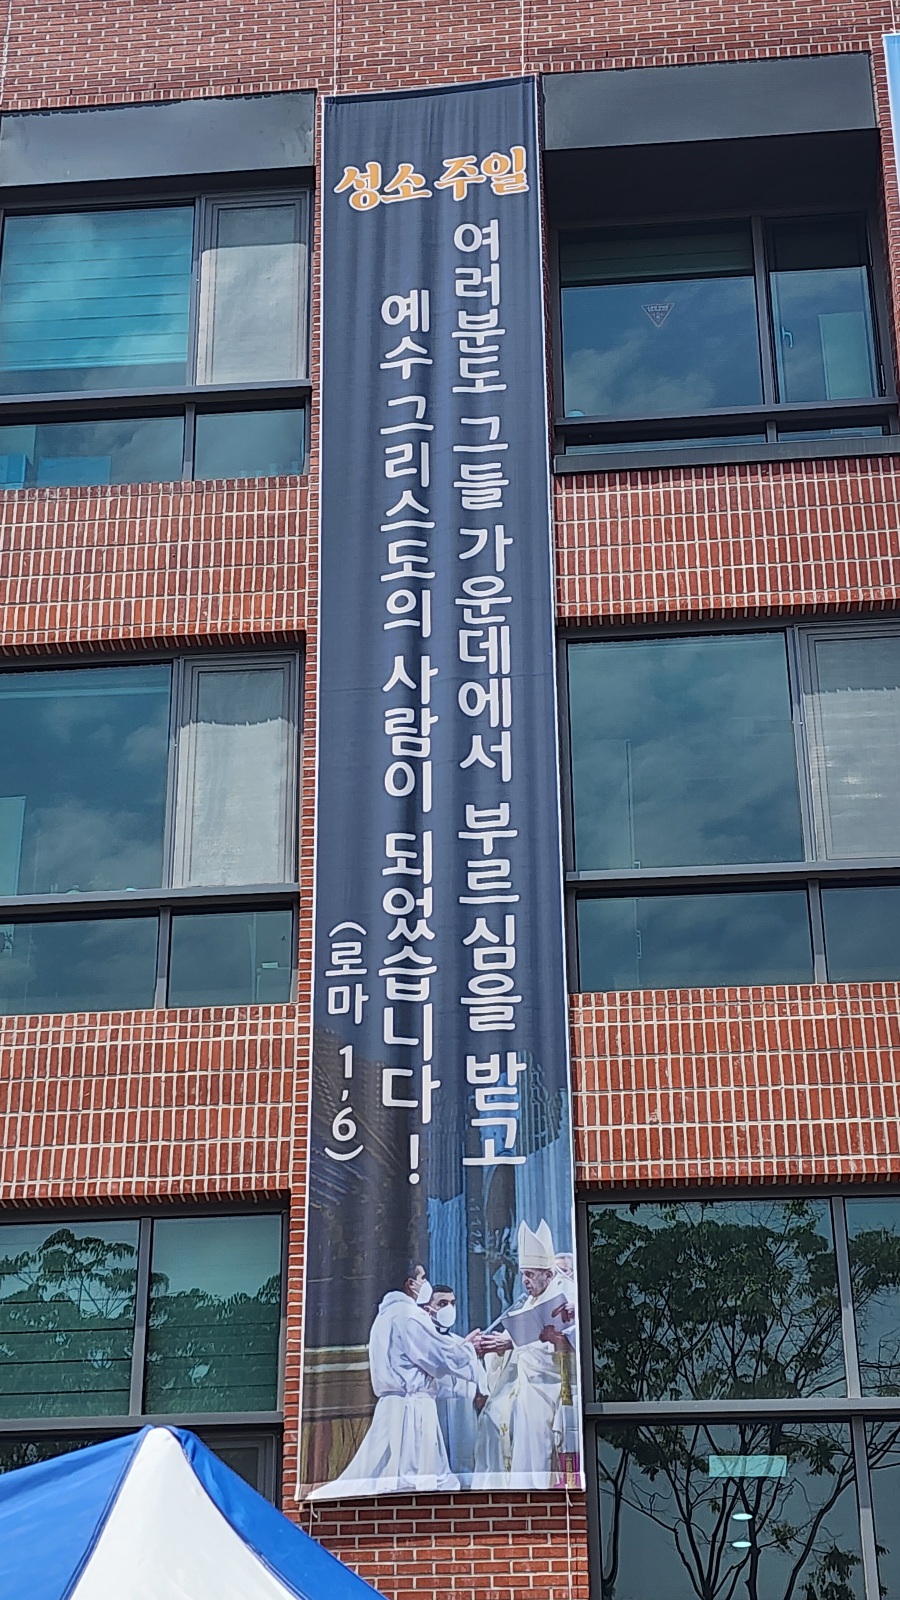 성소 주일
여러분도 그들 가운데에서 부르심을 받고
예수 그리스도의 사람이 되었습니다!
(로마 1,6)